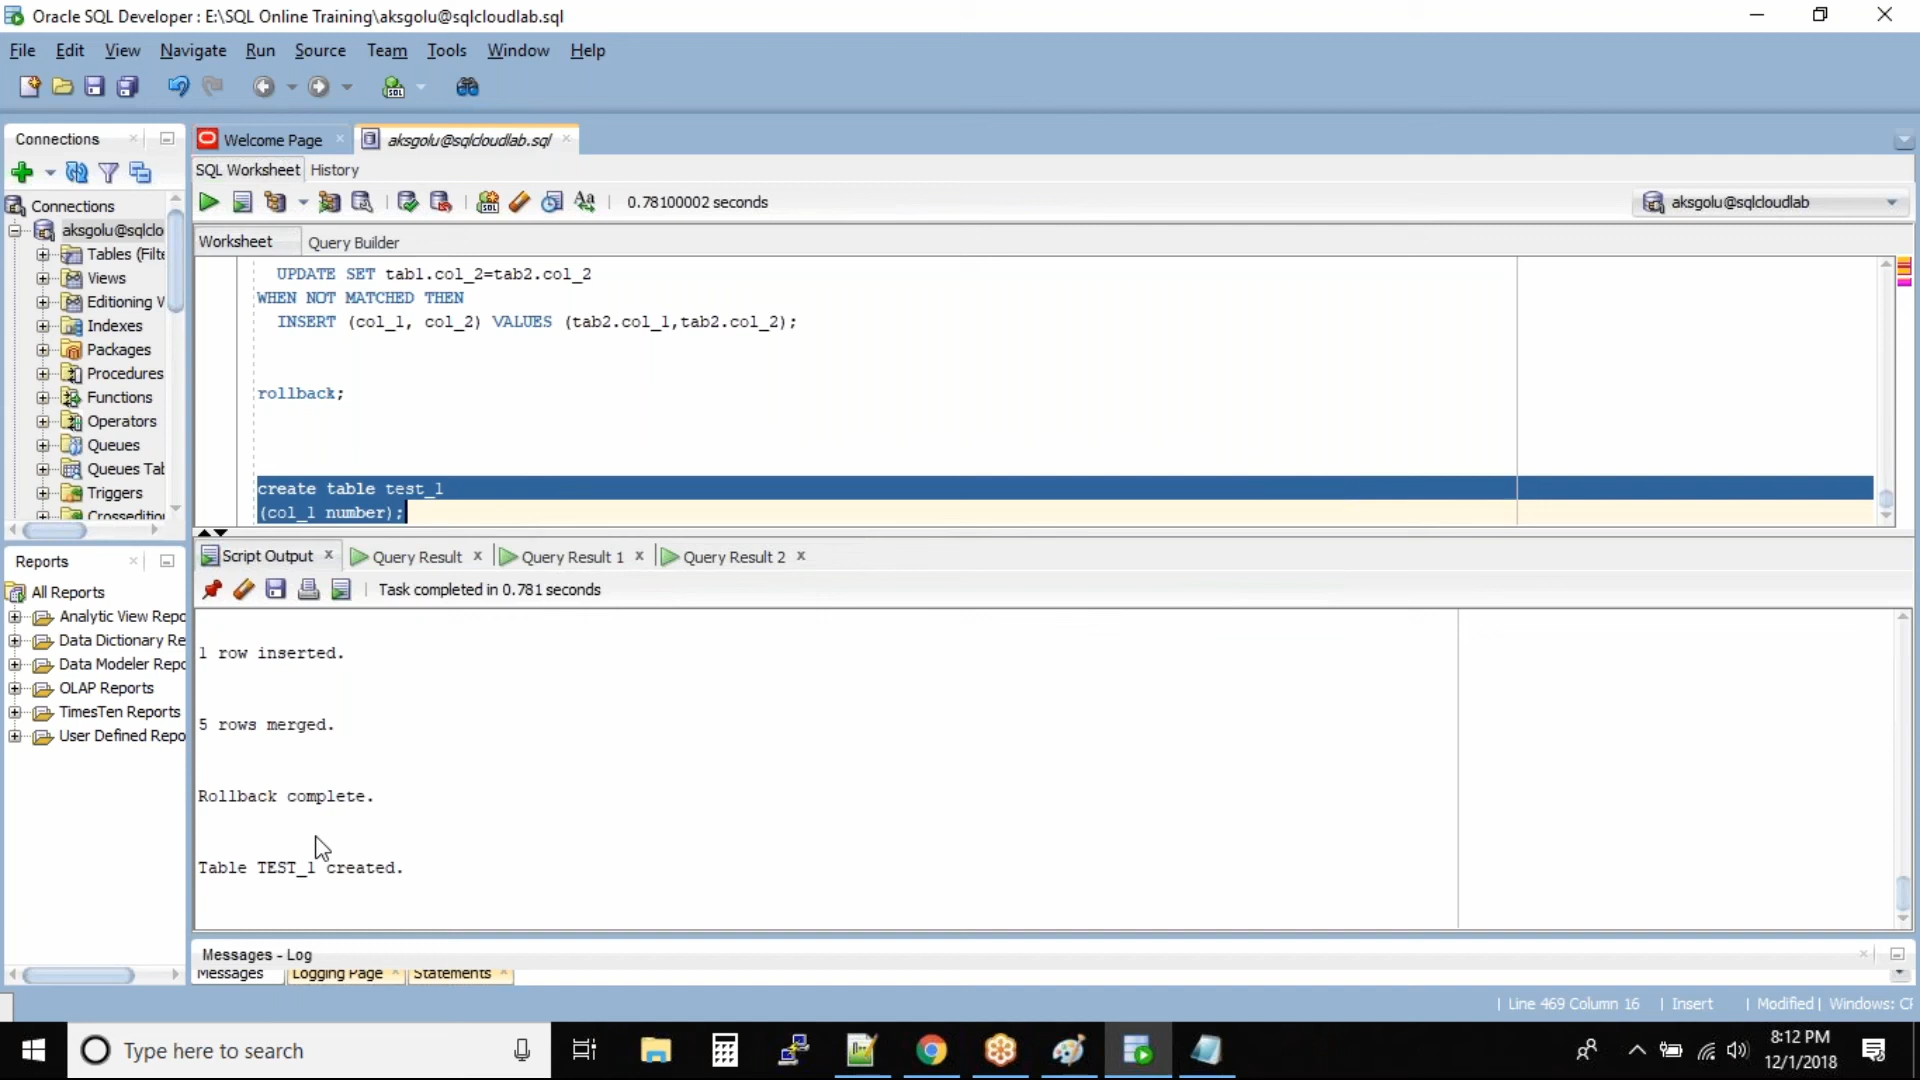 Oracle SQL Developer : E:\SQL Online Training\aksgolu@sqlcloudlab.sql
File Edit View Navigate Run Source Team Tools Window Help
Connections
Welcome Page
aksgolu@sqlcloudlab.sql
SQL Worksheet History
0.78100002 seconds
aksgolu@sqlcloudlab
Connections
aksgolu@sqlclo
Tables (Filte
Views
Editioning V
Indexes
Packages
Procedures
Functions
Operators
Queues
Queues Tab
Triggers
Crossedition
Worksheet Query Builder
UPDATE SET tab1.col_2=tab2.col_2
WHEN NOT MATCHED THEN
INSERT (col_1, col_2) VALUES (tab2.col_1,tab2.col_2);
rollback;
create table test_1
(col_1 number);
Reports
All Reports
Analytic View Repo
Data Dictionary Re
Data Modeler Repo
OLAP Reports
TimesTen Reports
User Defined Repo
Script Output Query Result Query Result 1 Query Result 2
Task completed in 0.781 seconds
1 row inserted.
5 rows merged.
Rollback complete.
Table TEST_1 created.
Messages - Log
Messages Logging Page Statements
Line 469 Column 16 Insert Modified Windows: CR
Type here to search
8:12 PM
12/1/2018